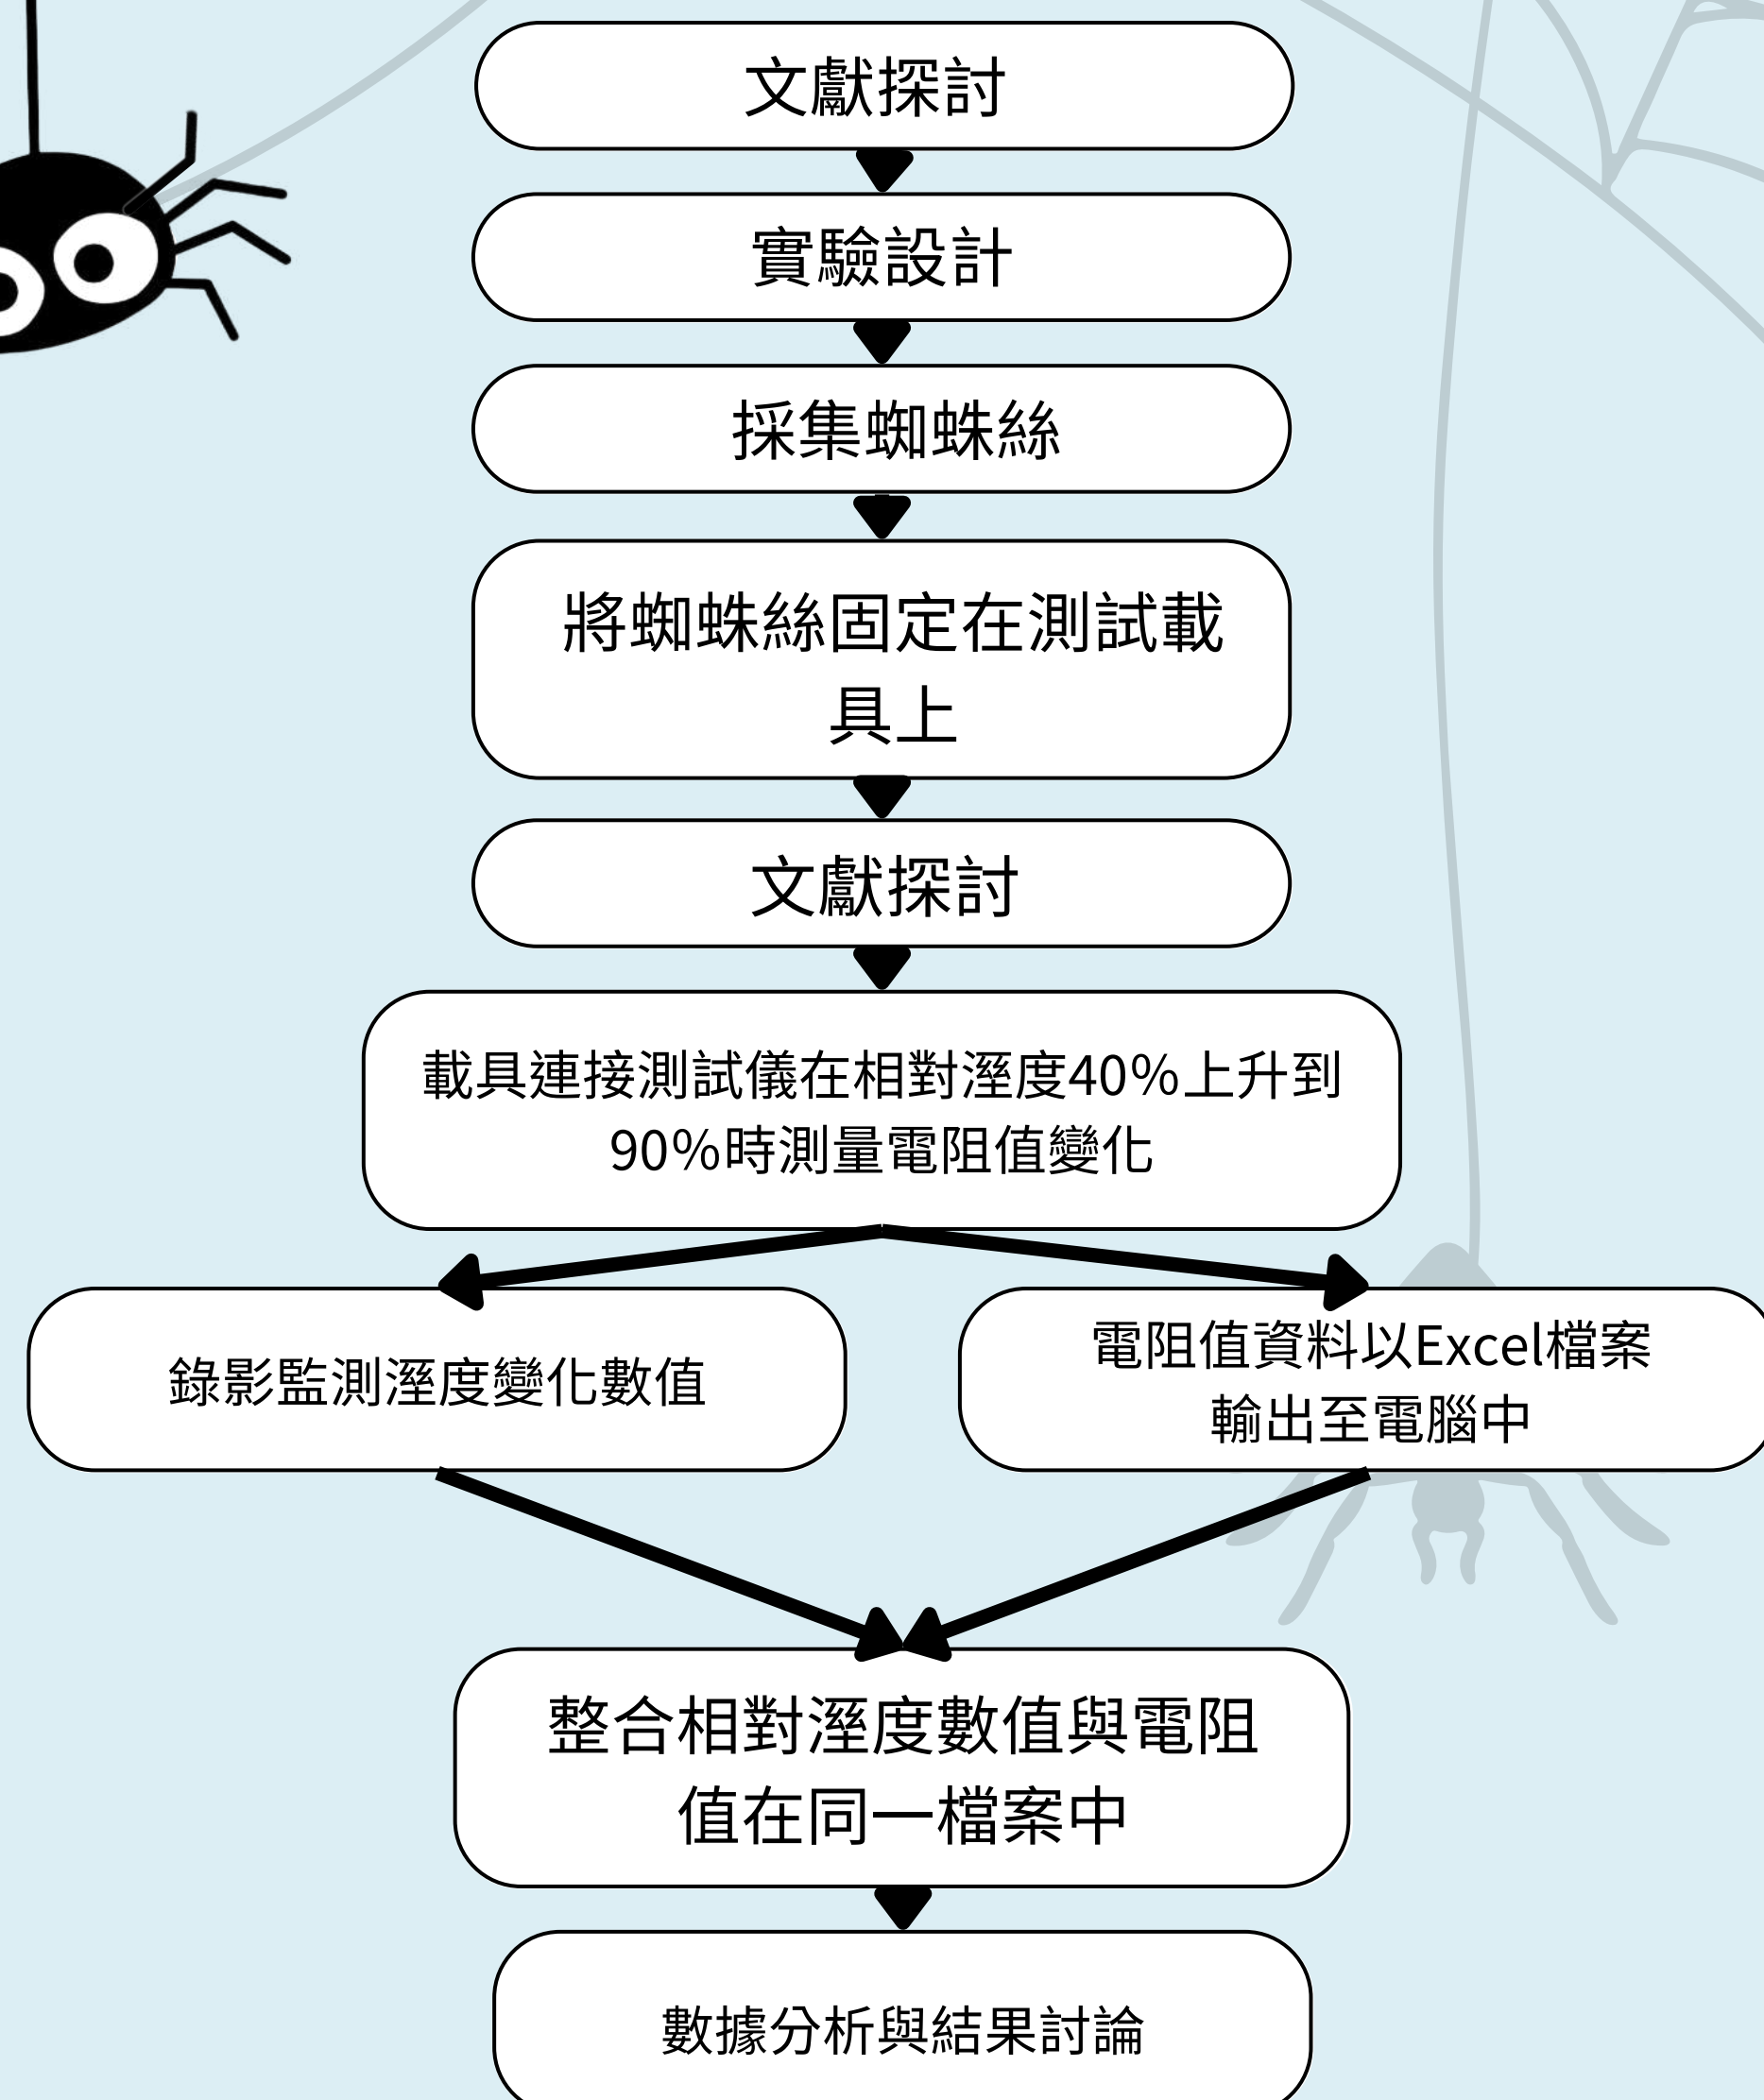 文獻探討
實驗設計
採集蜘蛛絲
將蜘蛛絲固定在測試載
具上
文獻探討
載具連接測試儀在相對溼度40%上升到
90%時測量電阻值變化
錄影監測溼度變化數值
電阻值資料以Excel檔案
輸出至電腦中
整合相對溼度數值與電阻
值在同一檔案中
數據分析與結果討論